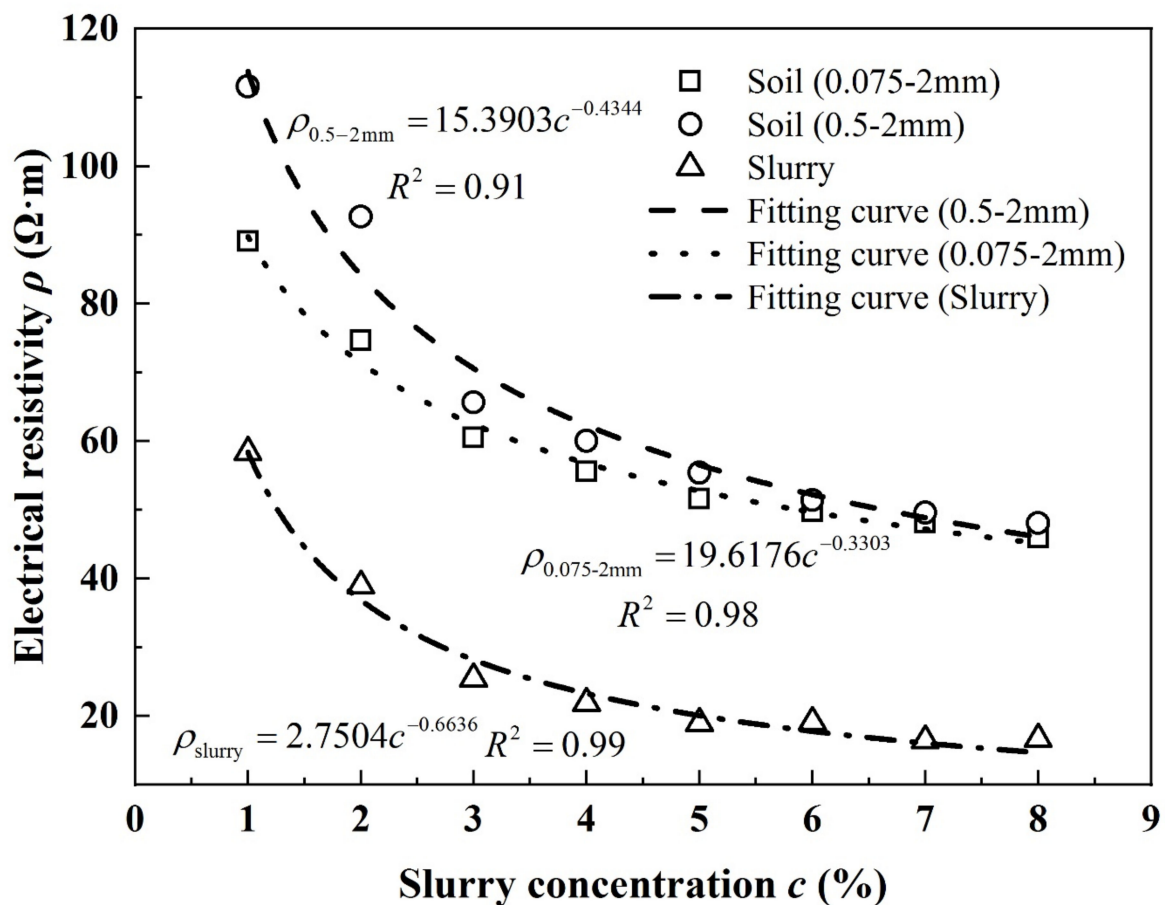 120
100
80
60
40
20
Electrical resistivity ρ (Ω·m)
Soil (0.075-2mm)
Soil (0.5-2mm)
Slurry
Fitting curve (0.5-2mm)
Fitting curve (0.075-2mm)
Fitting curve (Slurry)
ρ0.5−2mm = 15.3903c^−0.4344
R² = 0.91
ρ0.075-2mm = 19.6176c^−0.3303
R² = 0.98
ρslurry = 2.7504c^−0.6636 R² = 0.99
0 1 2 3 4 5 6 7 8 9
Slurry concentration c (%)